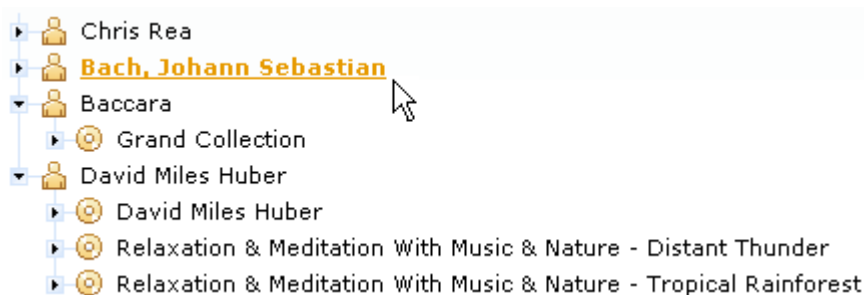 Chris Rea
Bach, Johann Sebastian
Baccara
Grand Collection
David Miles Huber
David Miles Huber
Relaxation & Meditation With Music & Nature - Distant Thunder
Relaxation & Meditation With Music & Nature - Tropical Rainforest